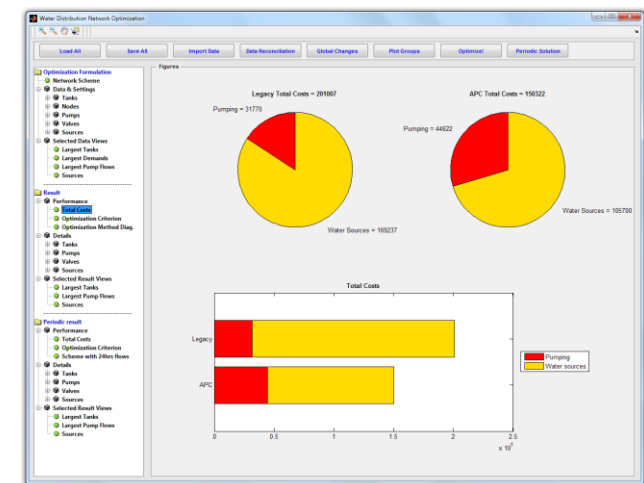 Water Distribution Network Optimization
Load All
Save All
Import Data
Data Reconciliation
Global Changes
Plot Groups
Optimize!
Periodic Solution
Optimization Formulation
Network Scheme
Data & Settings
Tanks
Nodes
Pumps
Valves
Sources
Selected Data Views
Largest Tanks
Largest Demands
Largest Pump Flows
Sources
Result
Performance
Total Costs
Optimization Criterion
Optimization Method Diag.
Details
Tanks
Pumps
Valves
Sources
Selected Result Views
Largest Tanks
Largest Pump Flows
Sources
Periodic result
Performance
Total Costs
Optimization Criterion
Scheme with 24hrs flows
Details
Tanks
Pumps
Valves
Sources
Selected Result Views
Largest Tanks
Largest Pump Flows
Sources
Figures
Legacy Total Costs = 201007
Pumping = 31770
Water Sources = 169237
APC Total Costs = 150322
Pumping = 44622
Water Sources = 105700
Total Costs
Legacy
APC
0 0.5 1 1.5 2 2.5
Pumping
Water sources